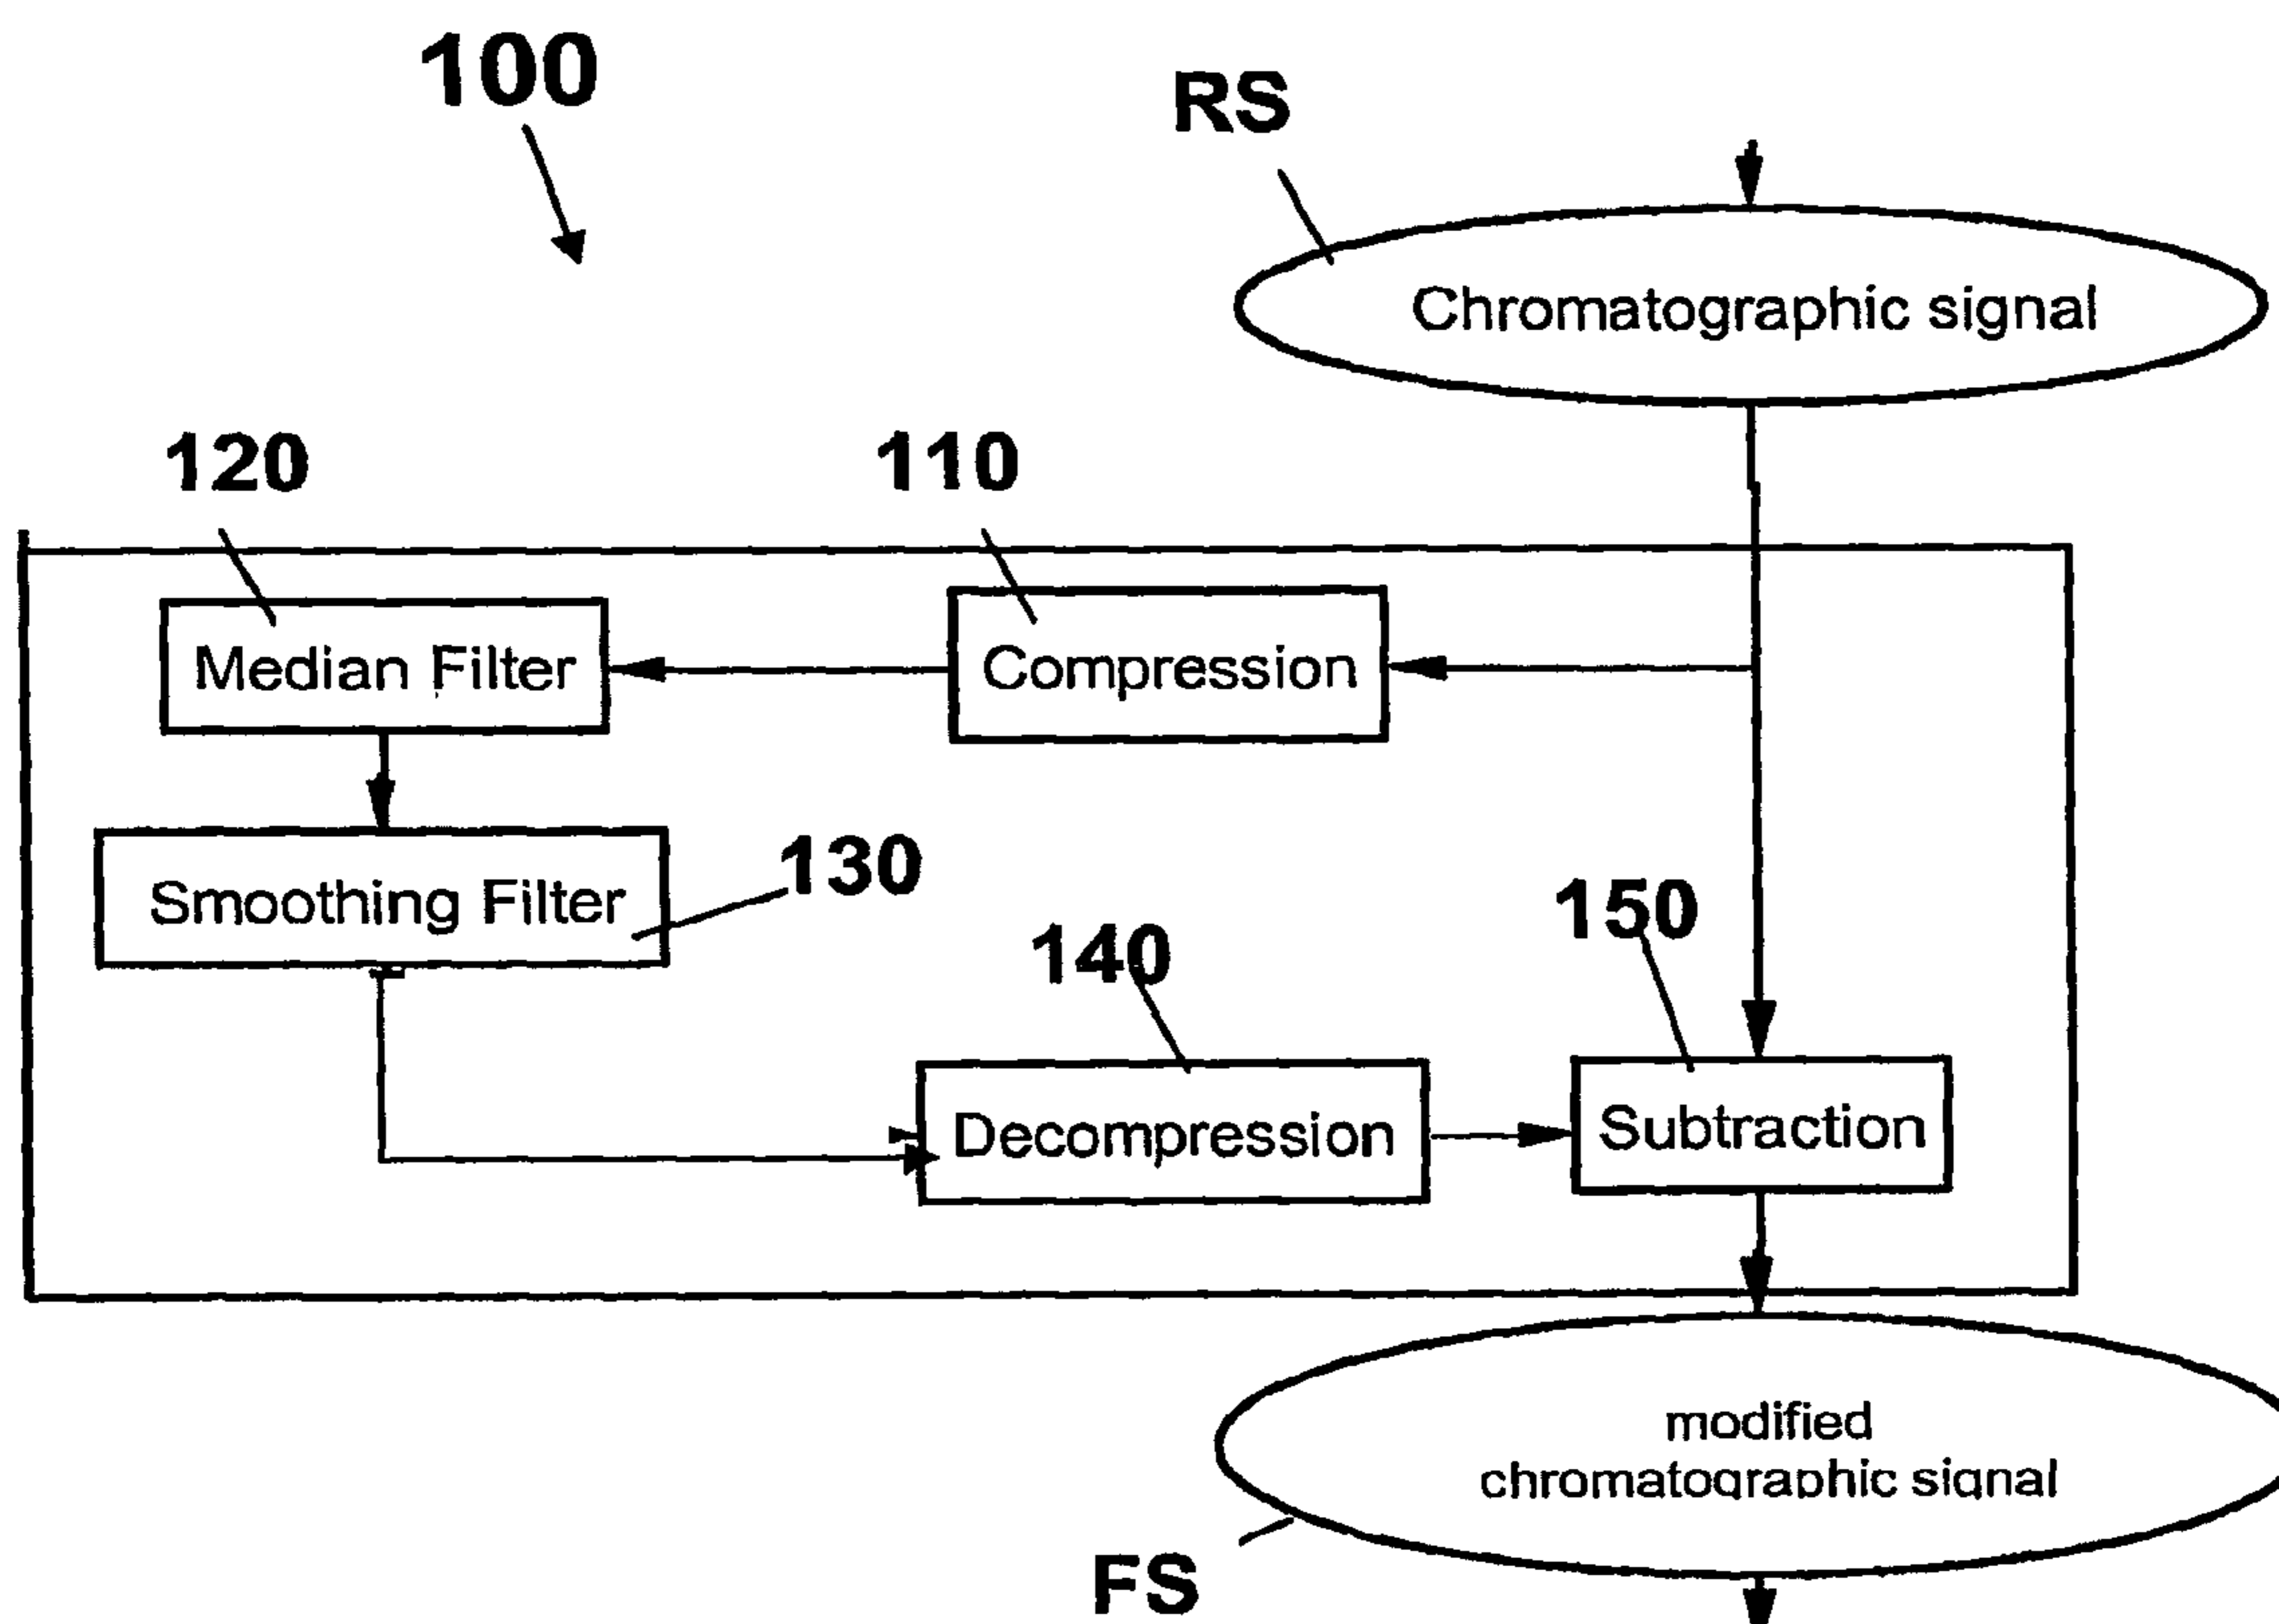 100
RS
Chromatographic signal
120
110
Median Filter
Compression
Smoothing Filter
130
140
150
Decompression
Subtraction
modified
chromatographic signal
FS